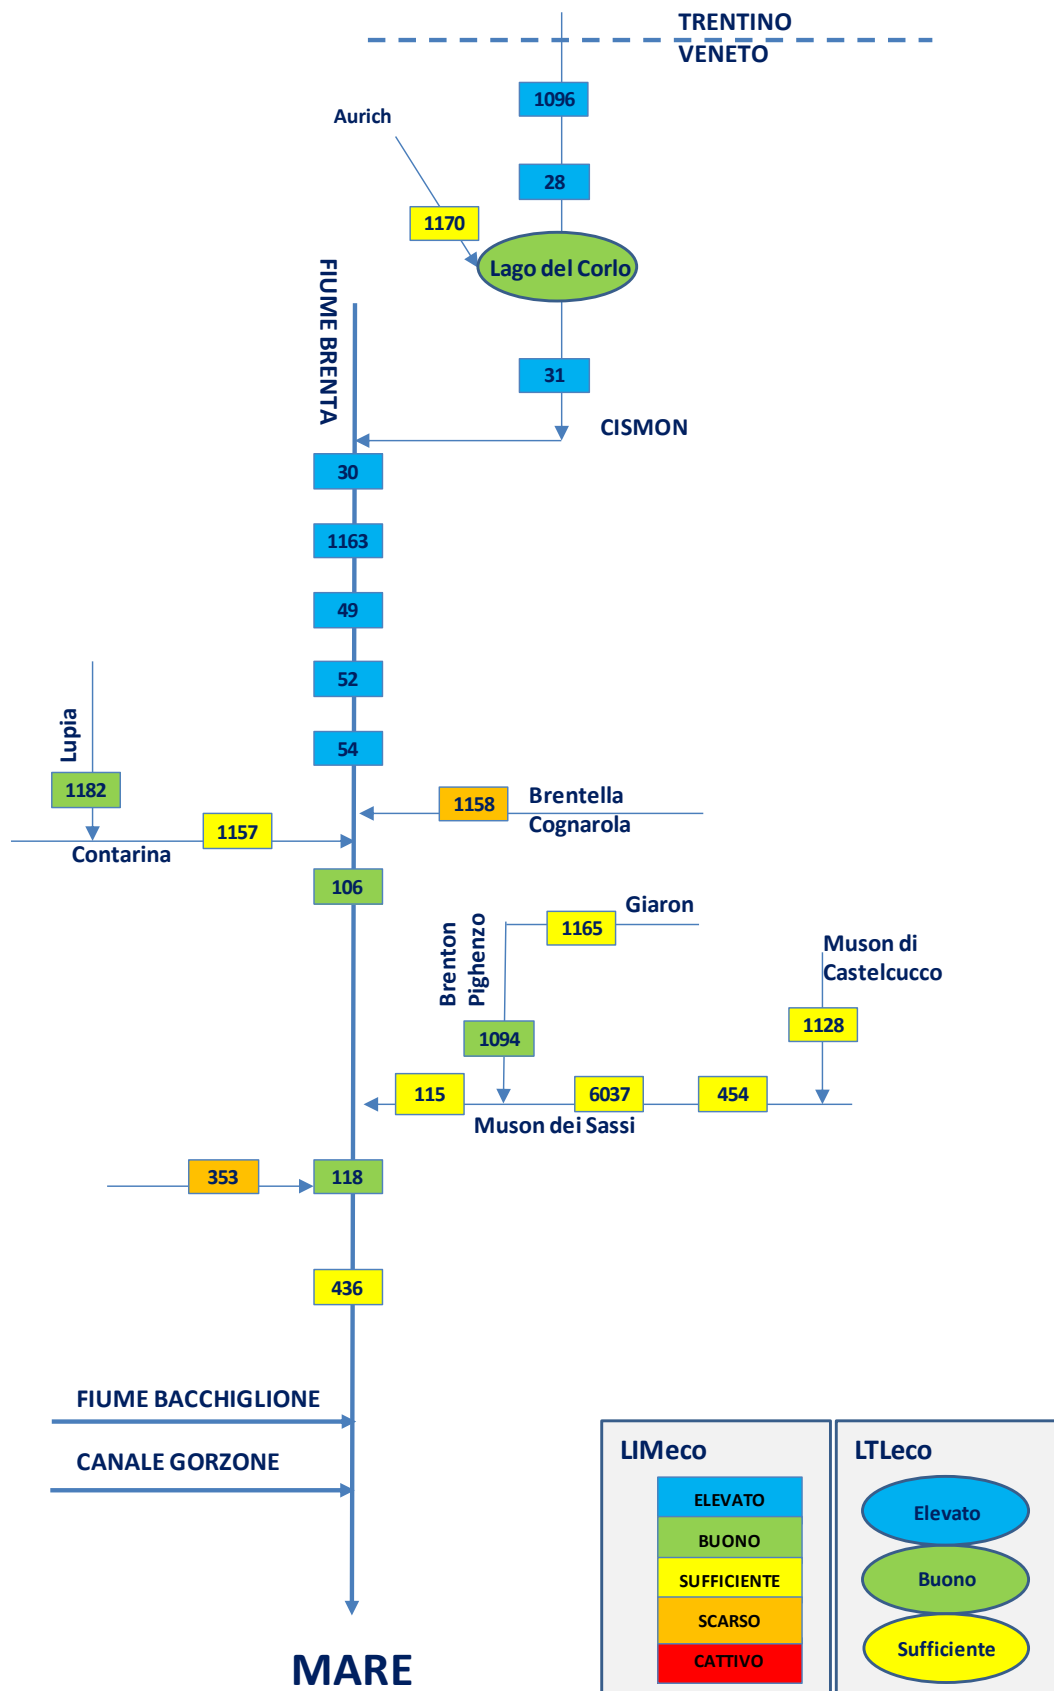 TRENTINO
VENETO
1096
Aurich
28
1170
Lago del Corlo
FIUME BRENTA
31
CISMON
30
1163
49
52
Lupia
54
1182
1158
Brentella
Cognarola
1157
Contarina
106
Giaron
1165
Brenton
Pighenzo
Muson di
Castelcucco
1128
1094
115
6037
454
Muson dei Sassi
353
118
436
FIUME BACCHIGLIONE
CANALE GORZONE
MARE
LIMeco
ELEVATO
BUONO
SUFFICIENTE
SCARSO
CATTIVO
LTLeco
Elevato
Buono
Sufficiente